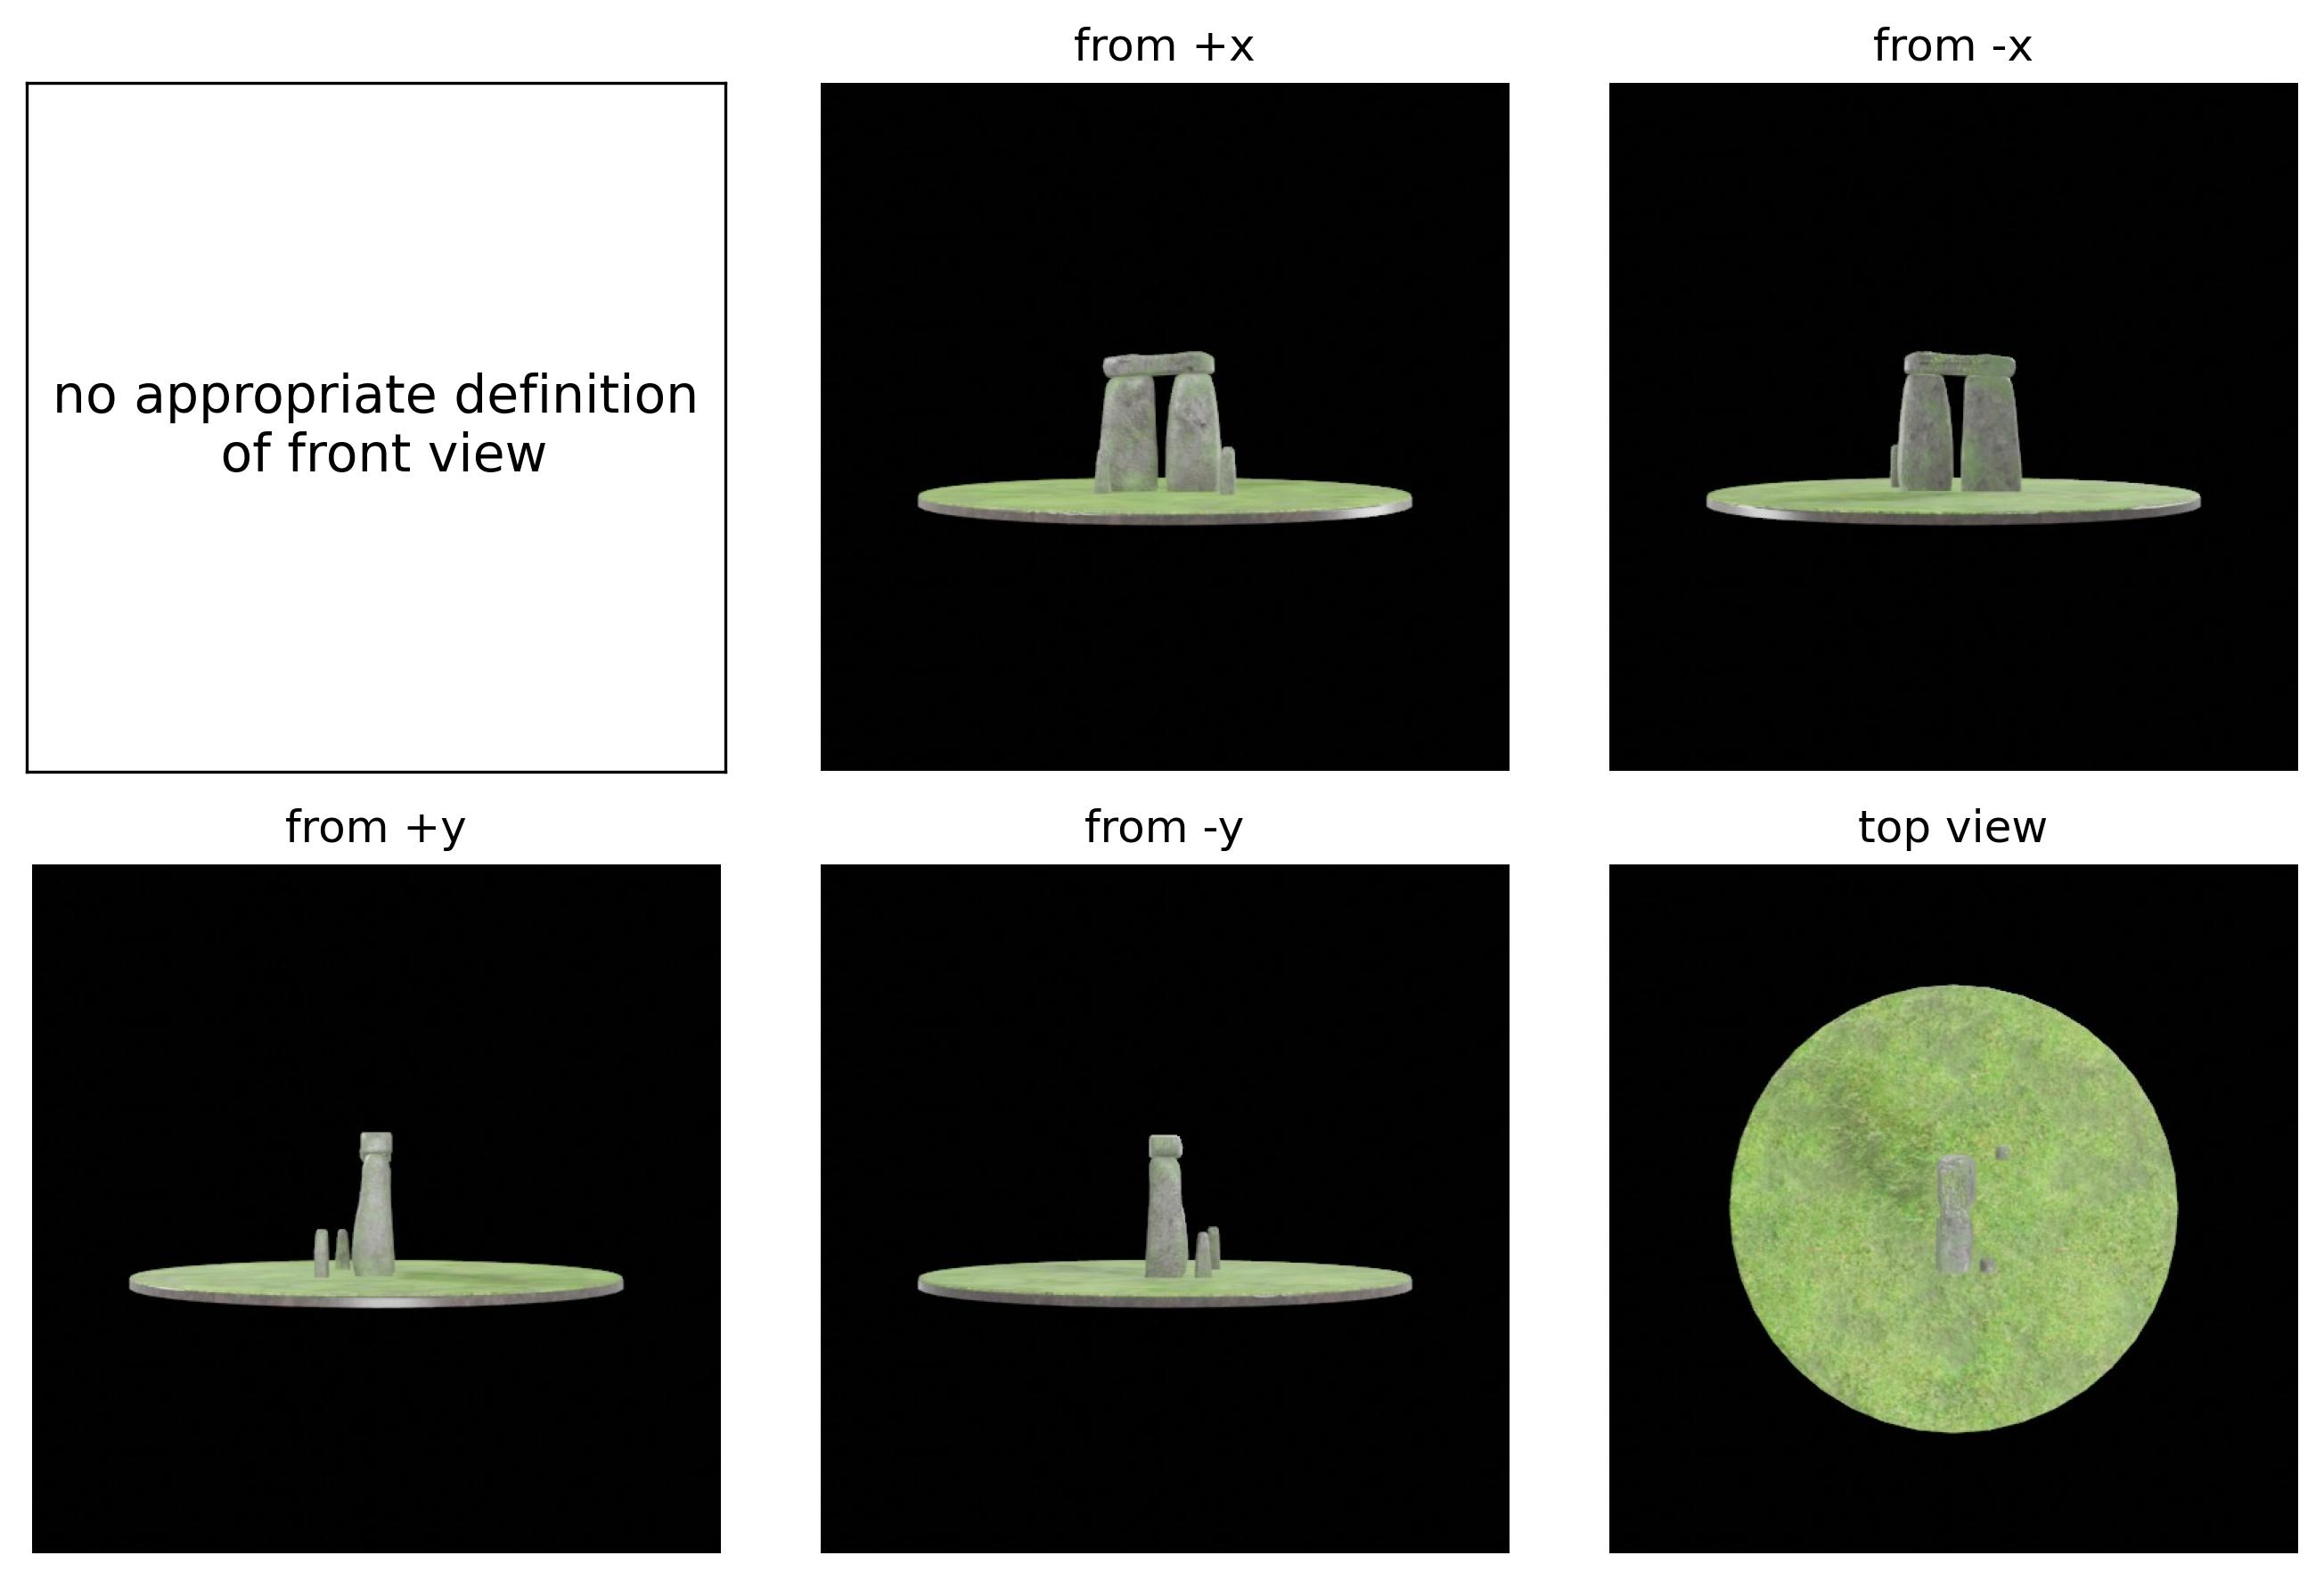 from +x
from -x
no appropriate definition
of front view
from +y
from -y
top view